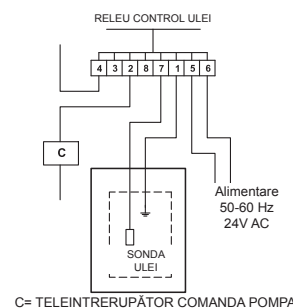 RELEU CONTROL ULEI
4 3 2 8 7 1 5 6
C
Alimentare
50-60 Hz
24V AC
SONDA
ULEI
C= TELEINTRERUPĂTOR COMANDA POMPA